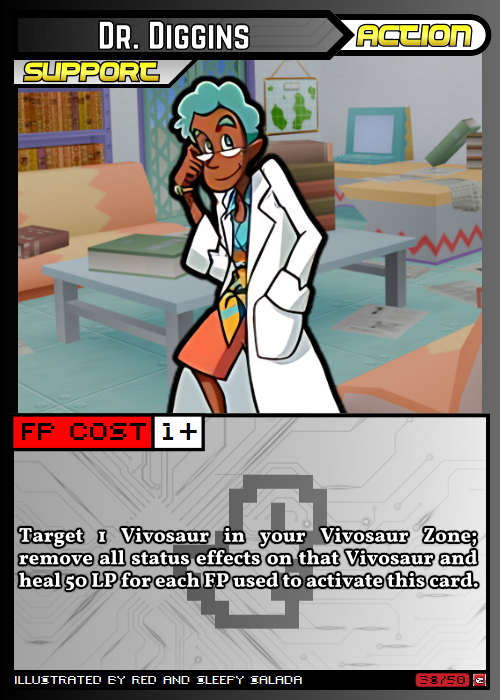 DR. DIGGINS
ACTION
SUPPORT
FP COST 1+
Target 1 Vivosaur in your Vivosaur Zone;
remove all status effects on that Vivosaur and
heal 50 LP for each FP used to activate this card.
ILLUSTRATED BY RED AND SLEEPY SALADA
38/50